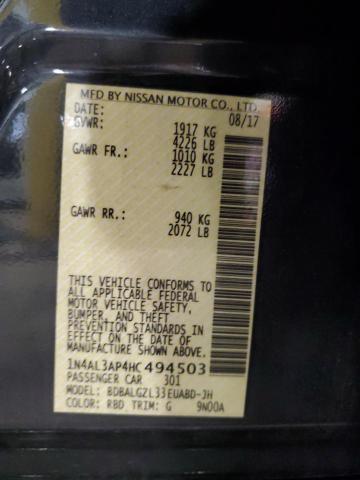 MFD BY NISSAN MOTOR CO., LTD.
DATE: 08/17
GVWR: 1917 KG
4226 LB
GAWR FR.: 1010 KG
2227 LB
GAWR RR.: 940 KG
2072 LB
THIS VEHICLE CONFORMS TO
ALL APPLICABLE FEDERAL
MOTOR VEHICLE SAFETY,
BUMPER, AND THEFT
PREVENTION STANDARDS IN
EFFECT ON THE DATE OF
MANUFACTURE SHOWN ABOVE.
1N4AL3AP4HC494503
PASSENGER CAR 301
MODEL: BDBALGZL33EUABD-JH
COLOR: RBD TRIM: G 9N00A